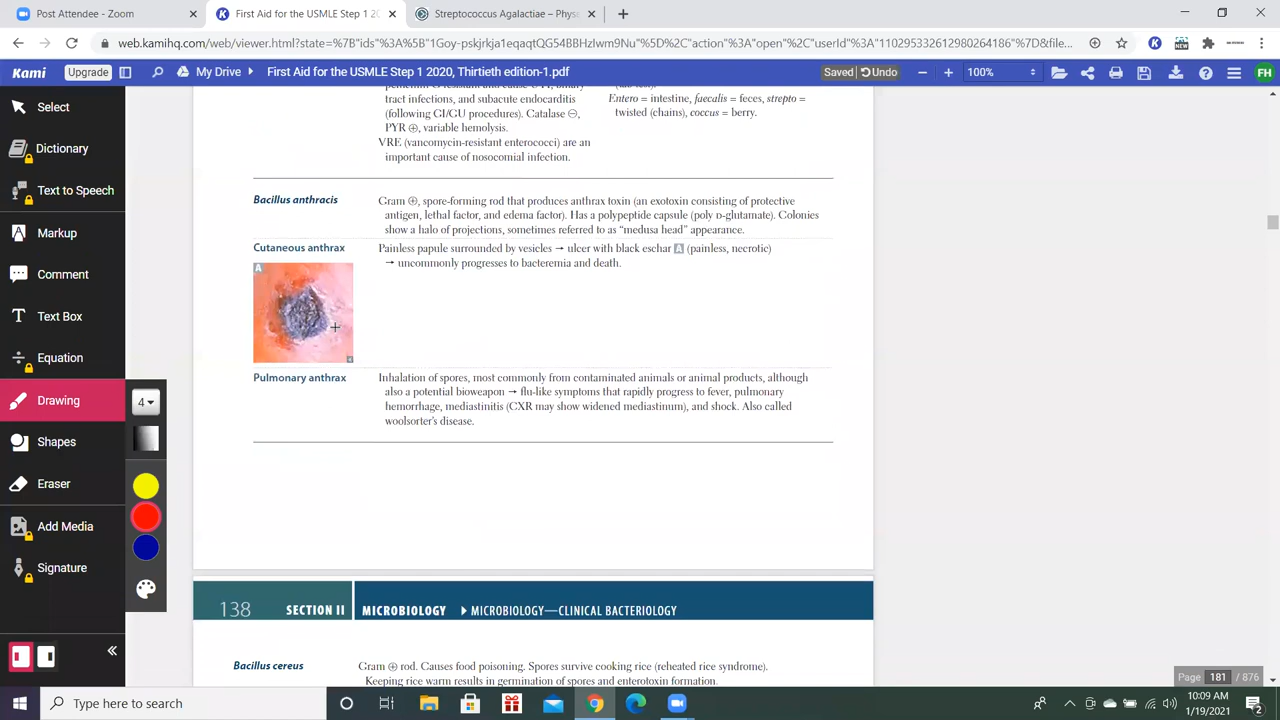 Post Attendee - Zoom
First Aid for the USMLE Step 1 20
Streptococcus Agalactiae – Physi
web.kamihq.com/web/viewer.html?state=%7B"ids"%3A%5B"1Goy-pskjrkja1eqaqtQG54BBHzIwm9Nu"%5D%2C"action"%3A"open"%2C"userId"%3A"110295332612980264186"%7D&file...
Kami
Upgrade
My Drive
First Aid for the USMLE Step 1 2020, Thirtieth edition-1.pdf
Saved
Undo
100%
FH
Select
Dictionary
Text to Speech
Markup
Comment
Text Box
Equation
Drawing
Shapes
Eraser
Add Media
Signature
4
tract infections, and subacute endocarditis
(following GI/GU procedures). Catalase ⊖,
PYR ⊕, variable hemolysis.
VRE (vancomycin-resistant enterococci) are an
important cause of nosocomial infection.
Entero = intestine, faecalis = feces, strepto =
twisted (chains), coccus = berry.
Bacillus anthracis
Gram ⊕, spore-forming rod that produces anthrax toxin (an exotoxin consisting of protective
antigen, lethal factor, and edema factor). Has a polypeptide capsule (poly D-glutamate). Colonies
show a halo of projections, sometimes referred to as “medusa head” appearance.
Cutaneous anthrax
Painless papule surrounded by vesicles → ulcer with black eschar A (painless, necrotic)
→ uncommonly progresses to bacteremia and death.
A
Pulmonary anthrax
Inhalation of spores, most commonly from contaminated animals or animal products, although
also a potential bioweapon → flu-like symptoms that rapidly progress to fever, pulmonary
hemorrhage, mediastinitis (CXR may show widened mediastinum), and shock. Also called
woolsorter’s disease.
138 SECTION II MICROBIOLOGY ▶ MICROBIOLOGY—CLINICAL BACTERIOLOGY
Bacillus cereus
Gram ⊕ rod. Causes food poisoning. Spores survive cooking rice (reheated rice syndrome).
Keeping rice warm results in germination of spores and enterotoxin formation.
Page 181 / 876
Type here to search
10:09 AM
1/19/2021
2